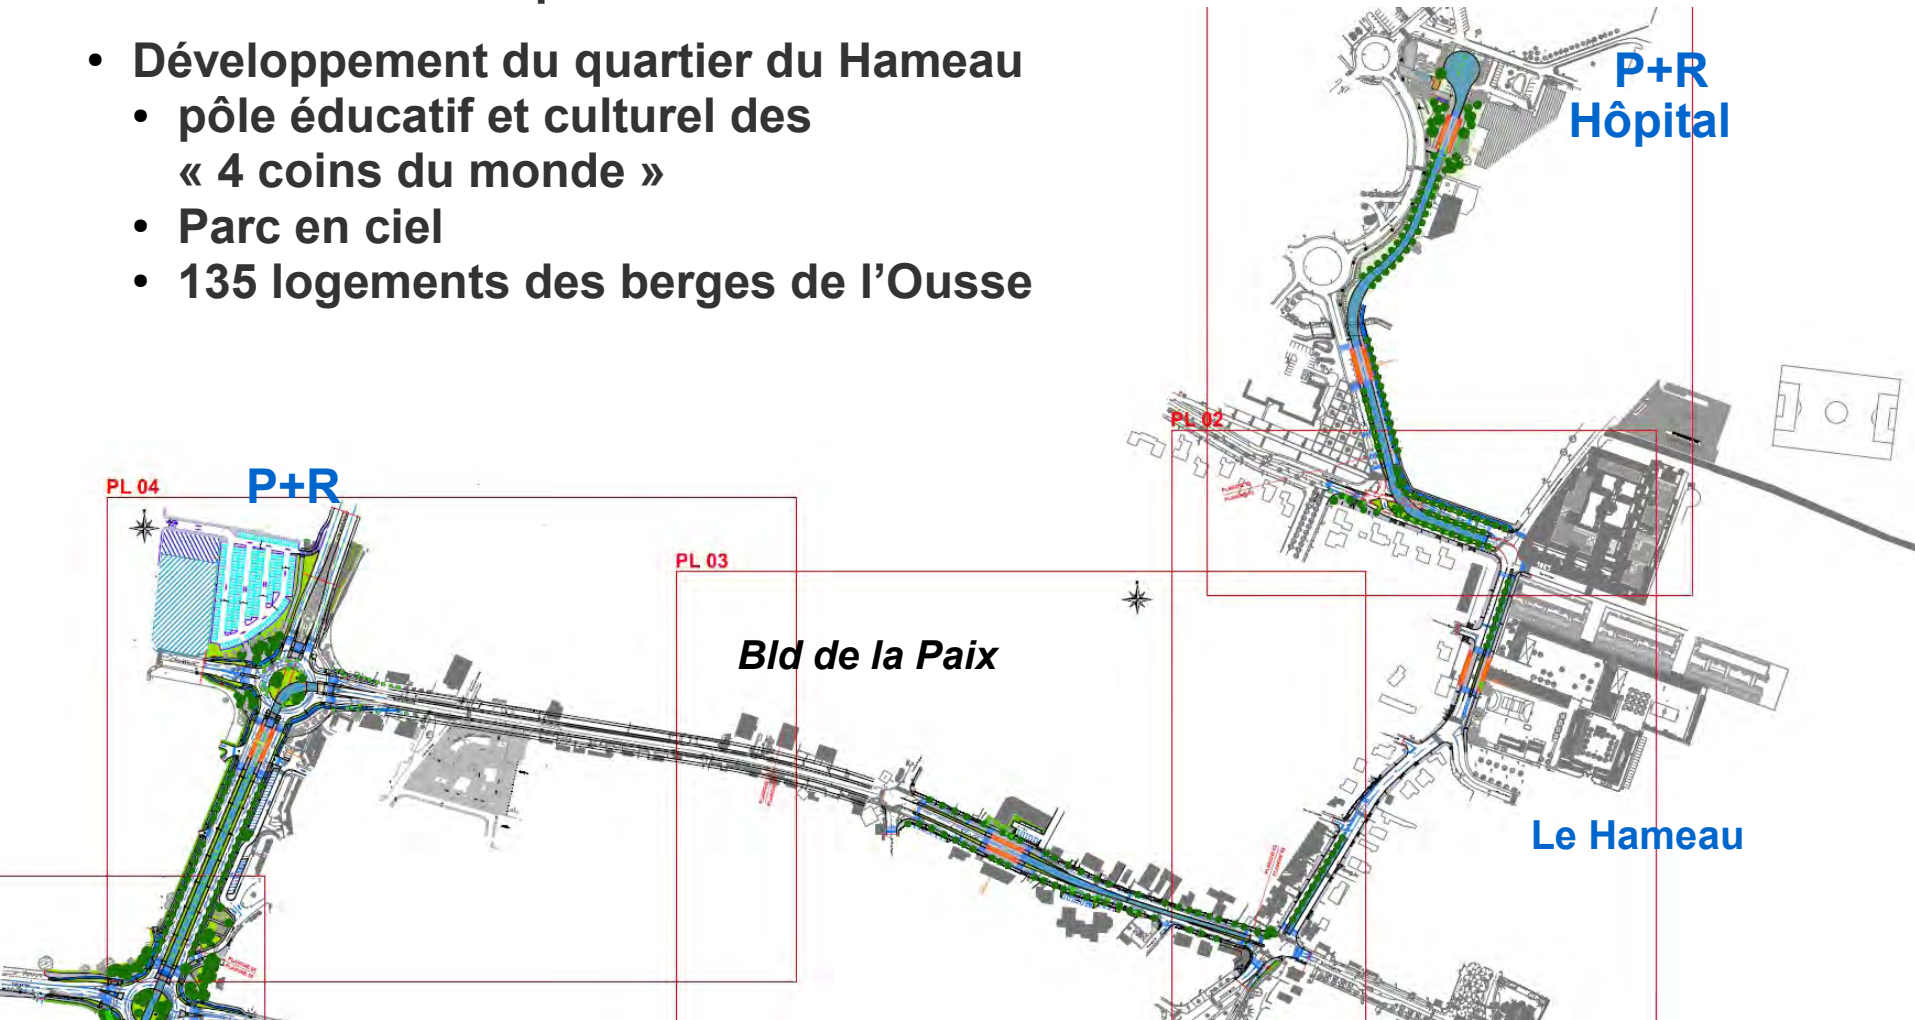 • Développement du quartier du Hameau
• pôle éducatif et culturel des
« 4 coins du monde »
• Parc en ciel
• 135 logements des berges de l’Ousse
P+R
Hôpital
PL 02
PL 04
P+R
PL 03
Bld de la Paix
Le Hameau